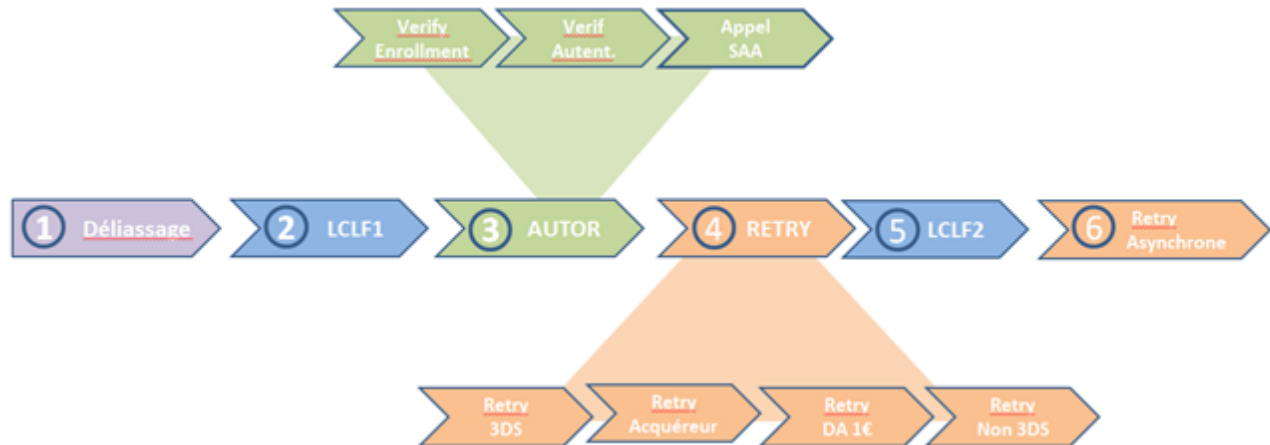 Verify
Enrollment
Verif
Autent.
Appel
SAA
1 Déliassage
2 LCLF1
3 AUTOR
4 RETRY
5 LCLF2
6 Retry
Asynchrone
Retry
3DS
Retry
Acquéreur
Retry
DA 1€
Retry
Non 3DS